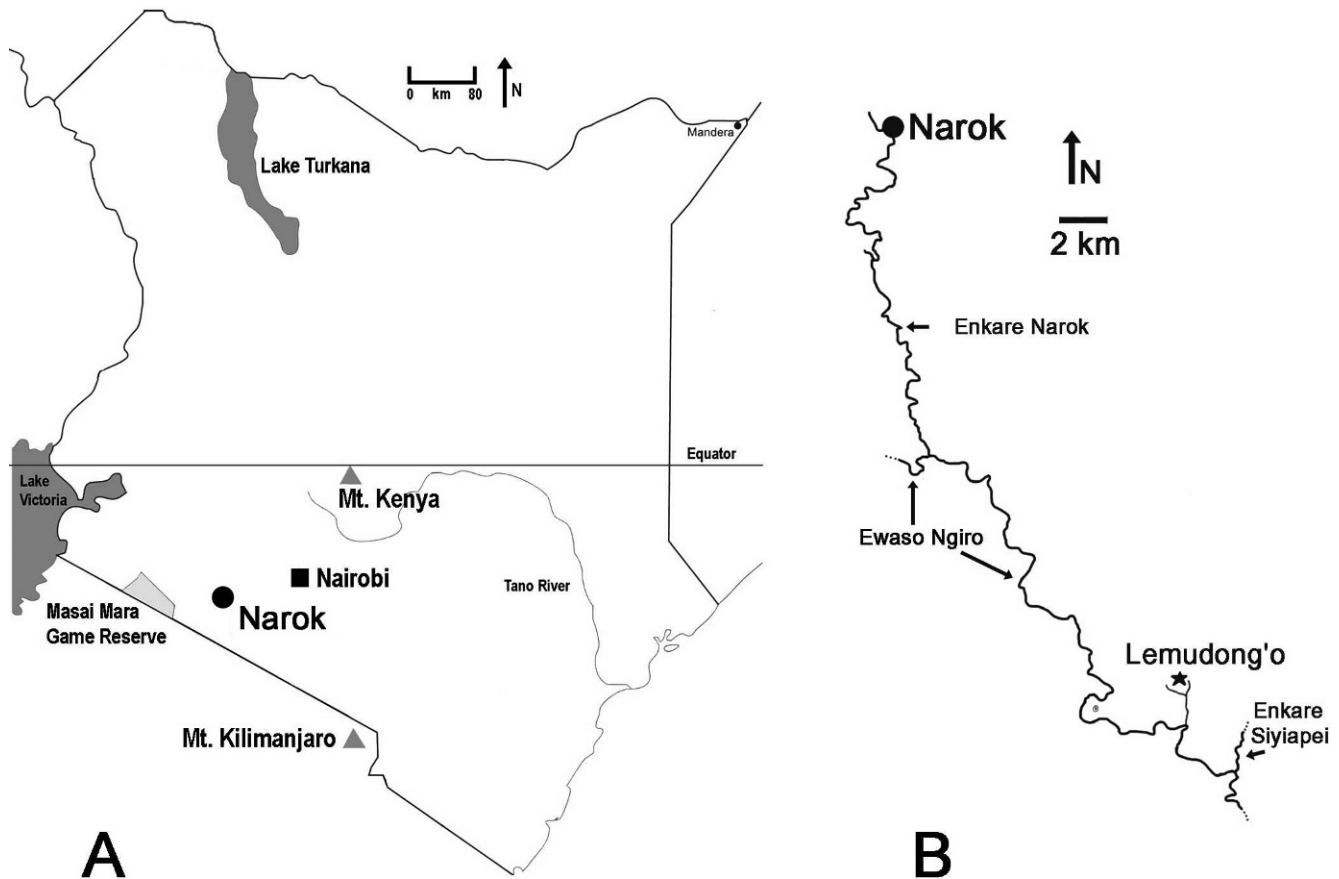 0 km 80
N
Mandera
Lake Turkana
Equator
Lake
Victoria
Mt. Kenya
Nairobi
Tano River
Narok
Masai Mara
Game Reserve
Mt. Kilimanjaro
A
Narok
N
2 km
Enkare Narok
Ewaso Ngiro
Lemudong'o
Enkare
Siyiapei
B